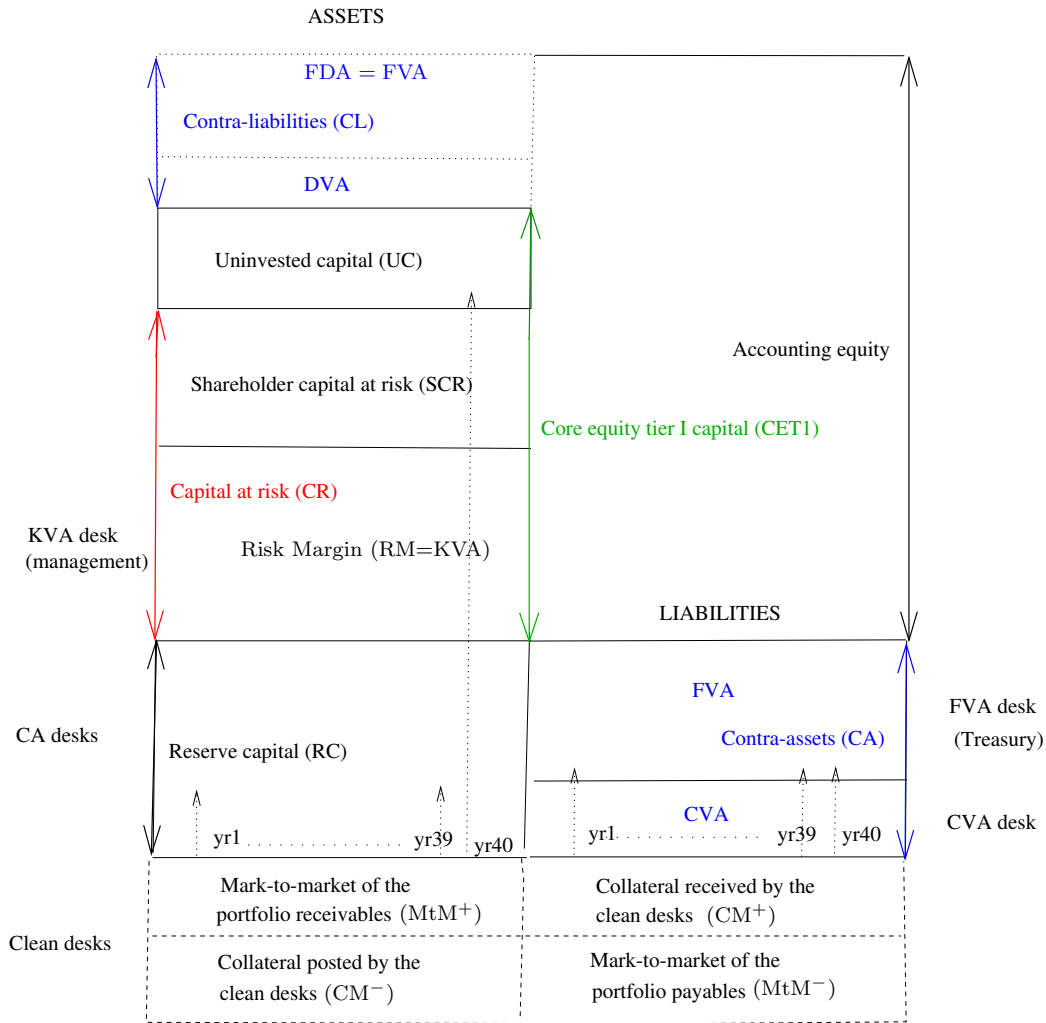 ASSETS
FDA = FVA
Contra-liabilities (CL)
DVA
Uninvested capital (UC)
Accounting equity
Shareholder capital at risk (SCR)
Core equity tier I capital (CET1)
Capital at risk (CR)
KVA desk
(management)
Risk Margin (RM=KVA)
LIABILITIES
FVA
FVA desk
(Treasury)
CA desks
Reserve capital (RC)
Contra-assets (CA)
CVA
CVA desk
yr1 . . . . . . . . . . . . . . . . . . yr39 yr40
yr1 . . . . . . . . . . . . . . . . yr39 yr40
Mark-to-market of the
portfolio receivables (MtM⁺)
Collateral received by the
clean desks (CM⁺)
Clean desks
Collateral posted by the
clean desks (CM⁻)
Mark-to-market of the
portfolio payables (MtM⁻)